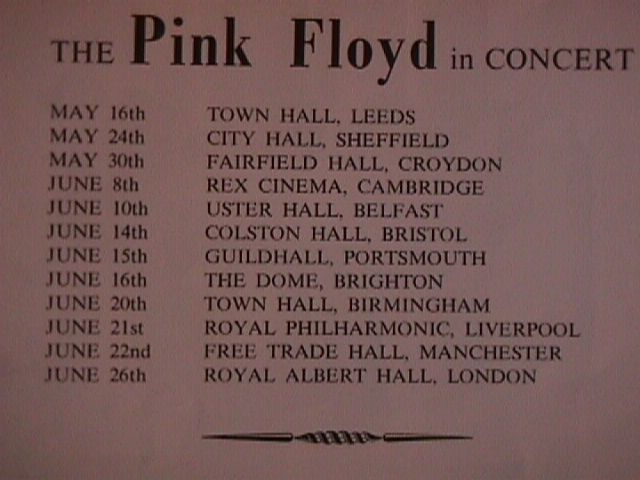 THE Pink Floyd in CONCERT
MAY 16th TOWN HALL, LEEDS
MAY 24th CITY HALL, SHEFFIELD
MAY 30th FAIRFIELD HALL, CROYDON
JUNE 8th REX CINEMA, CAMBRIDGE
JUNE 10th USTER HALL, BELFAST
JUNE 14th COLSTON HALL, BRISTOL
JUNE 15th GUILDHALL, PORTSMOUTH
JUNE 16th THE DOME, BRIGHTON
JUNE 20th TOWN HALL, BIRMINGHAM
JUNE 21st ROYAL PHILHARMONIC, LIVERPOOL
JUNE 22nd FREE TRADE HALL, MANCHESTER
JUNE 26th ROYAL ALBERT HALL, LONDON